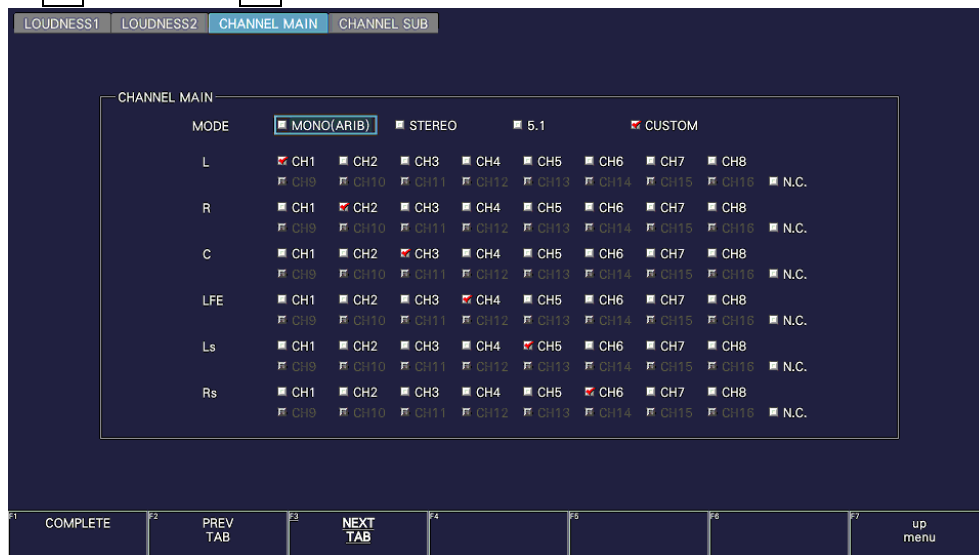 LOUDNESS1 LOUDNESS2 CHANNEL MAIN CHANNEL SUB
CHANNEL MAIN
MODE MONO(ARIB) STEREO 5.1 CUSTOM
L CH1 CH2 CH3 CH4 CH5 CH6 CH7 CH8
CH9 CH10 CH11 CH12 CH13 CH14 CH15 CH16 N.C.
R CH1 CH2 CH3 CH4 CH5 CH6 CH7 CH8
CH9 CH10 CH11 CH12 CH13 CH14 CH15 CH16 N.C.
C CH1 CH2 CH3 CH4 CH5 CH6 CH7 CH8
CH9 CH10 CH11 CH12 CH13 CH14 CH15 CH16 N.C.
LFE CH1 CH2 CH3 CH4 CH5 CH6 CH7 CH8
CH9 CH10 CH11 CH12 CH13 CH14 CH15 CH16 N.C.
Ls CH1 CH2 CH3 CH4 CH5 CH6 CH7 CH8
CH9 CH10 CH11 CH12 CH13 CH14 CH15 CH16 N.C.
Rs CH1 CH2 CH3 CH4 CH5 CH6 CH7 CH8
CH9 CH10 CH11 CH12 CH13 CH14 CH15 CH16 N.C.
F1 COMPLETE F2 PREV F3 NEXT F4 F5 F6 F7 up
TAB TAB menu